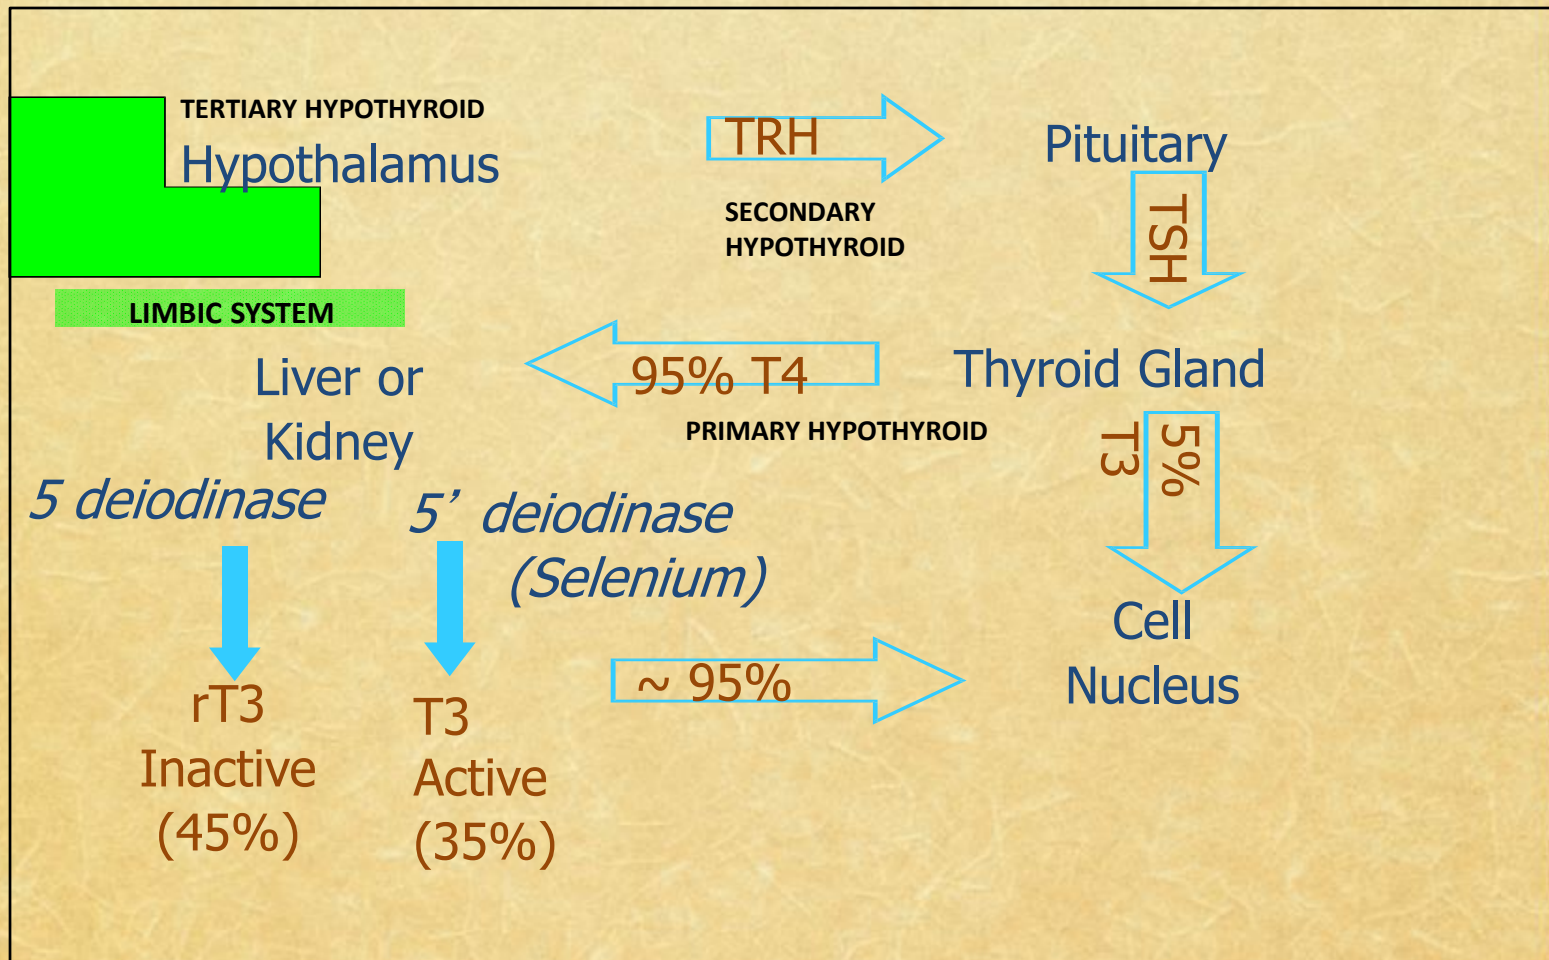 TERTIARY HYPOTHYROID
Hypothalamus
TRH
Pituitary
SECONDARY
HYPOTHYROID
TSH
LIMBIC SYSTEM
Liver or
Kidney
95% T4
Thyroid Gland
PRIMARY HYPOTHYROID
5%
T3
5 deiodinase
5’ deiodinase
(Selenium)
Cell
Nucleus
~ 95%
rT3
Inactive
(45%)
T3
Active
(35%)